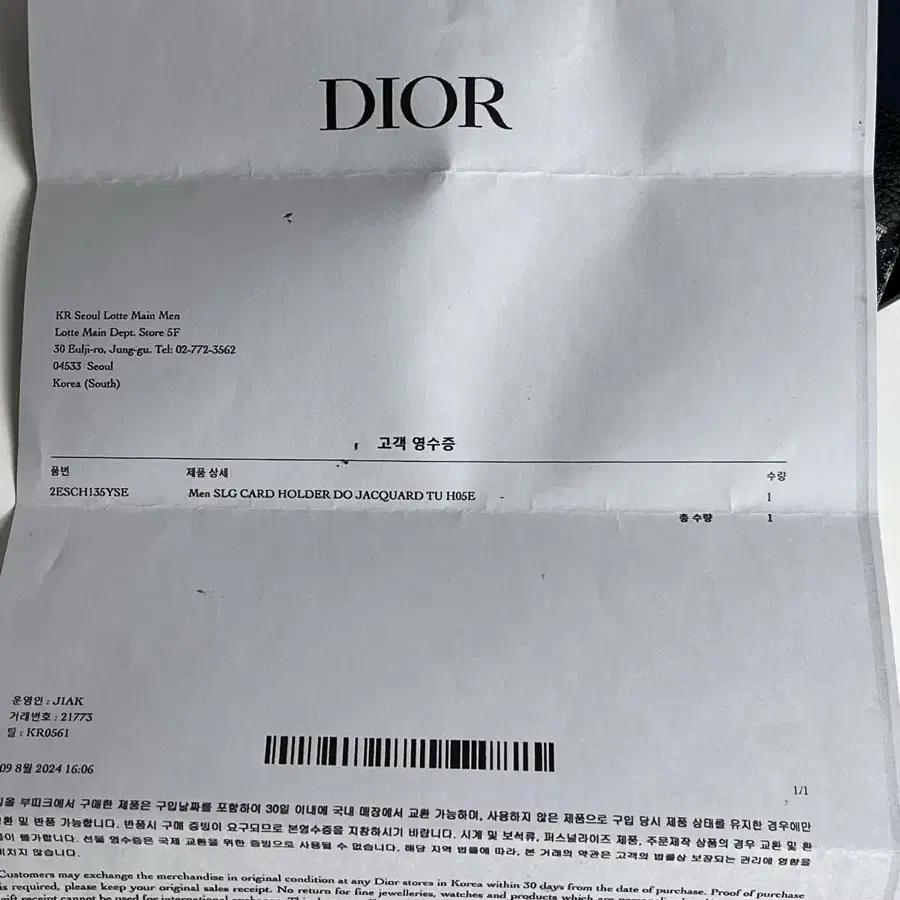 DIOR
KR Seoul Lotte Main Men
Lotte Main Dept. Store 5F
30 Eulji-ro, Jung-gu. Tel: 02-772-3562
04533 Seoul
Korea (South)
고객 영수증
품번 제품 상세 수량
2ESCH135YSE Men SLG CARD HOLDER DO JACQUARD TU H05E - 1
총 수량 1
운영인 : J1AK
거래번호 : 21773
틸 : KR0561
09 8월 2024 16:06
1/1
부띠크에서 구매한 제품은 구입날짜를 포함하여 30일 이내에 국내 매장에서 교환 가능하며, 사용하지 않은 제품으로 구입 당시 제품 상태를 유지한 경우에만
교환 및 반품 가능합니다. 반품시 구매 증빙이 요구되므로 본영수증을 지참하시기 바랍니다. 시계 및 보석류, 퍼스널라이즈 제품, 주문제작 상품의 경우 교환 및 환
불이 불가합니다. 선물 영수증은 국제 교환을 위한 증빙으로 사용될 수 없습니다. 해당 지역 법률에 따라, 본 거래의 약관은 고객의 법률상 보장되는 권리에 영향을
미치지 않습니다.
Customers may exchange the merchandise in original condition at any Dior stores in Korea within 30 days from the date of purchase. Proof of purchase
is required, please keep your original sales receipt. No return for fine jewelleries, watches and products which are
gift receipt cannot be used for international